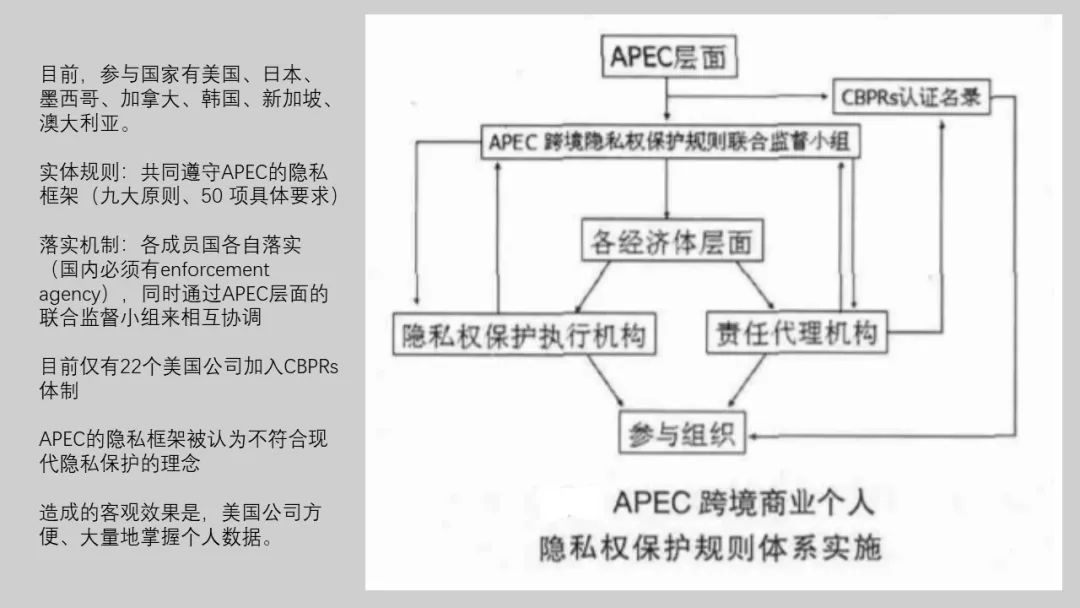 目前，参与国家有美国、日本、
墨西哥、加拿大、韩国、新加坡、
澳大利亚。
实体规则：共同遵守APEC的隐私
框架（九大原则、50 项具体要求）
落实机制：各成员国各自落实
（国内必须有enforcement
agency），同时通过APEC层面的
联合监督小组来相互协调
目前仅有22个美国公司加入CBPRs
体制
APEC的隐私框架被认为不符合现
代隐私保护的理念
造成的客观效果是，美国公司方
便、大量地掌握个人数据。
APEC层面
CBPRs认证名录
APEC 跨境隐私权保护规则联合监督小组
各经济体层面
隐私权保护执行机构
责任代理机构
参与组织
APEC 跨境商业个人
隐私权保护规则体系实施